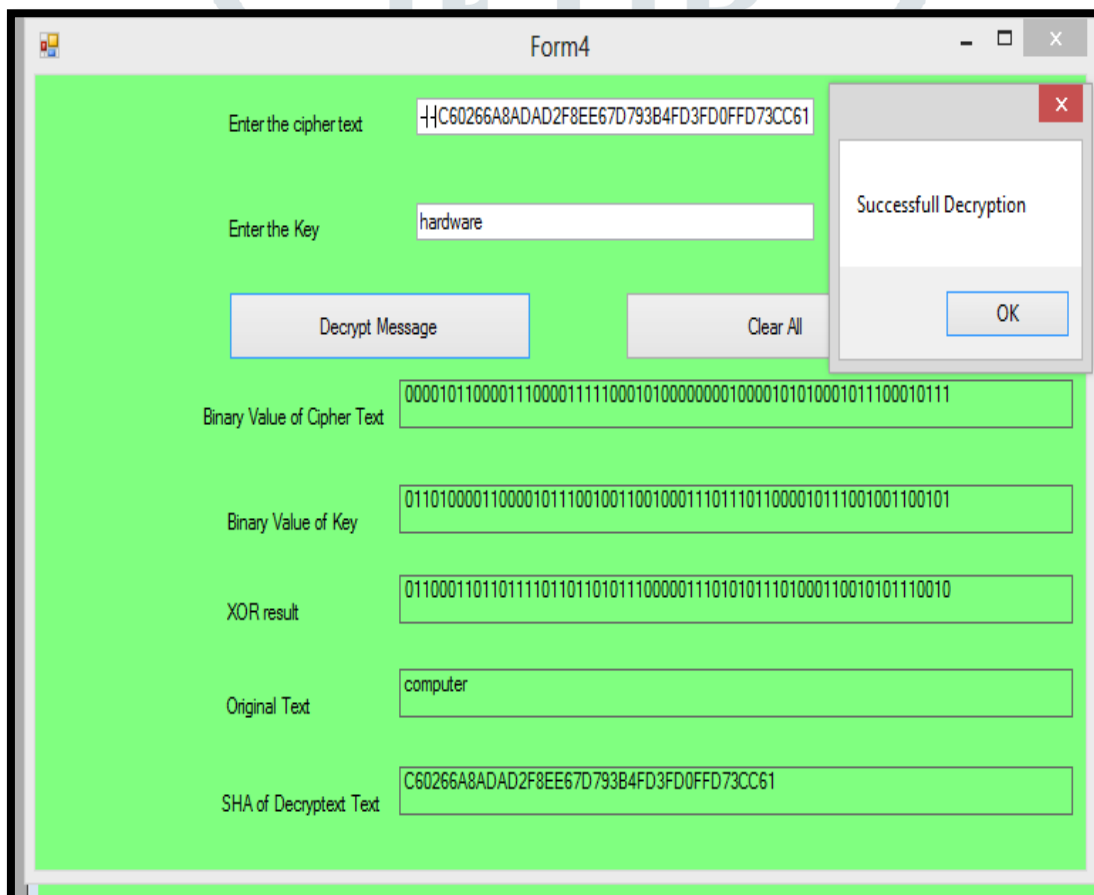 Form4
Enter the cipher text
-|-|C60266A8ADAD2F8EE67D793B4FD3FD0FFD73CC61
Successfull Decryption
Enter the Key
hardware
OK
Decrypt Message
Clear All
Binary Value of Cipher Text
0000101100001110000111110001010000000010000101010001011100010111
Binary Value of Key
0110100001100001011100100110010001110111011000010111001001100101
XOR result
0110001101101111011011010111000001110101011101000110010101110010
Original Text
computer
SHA of Decryptext Text
C60266A8ADAD2F8EE67D793B4FD3FD0FFD73CC61